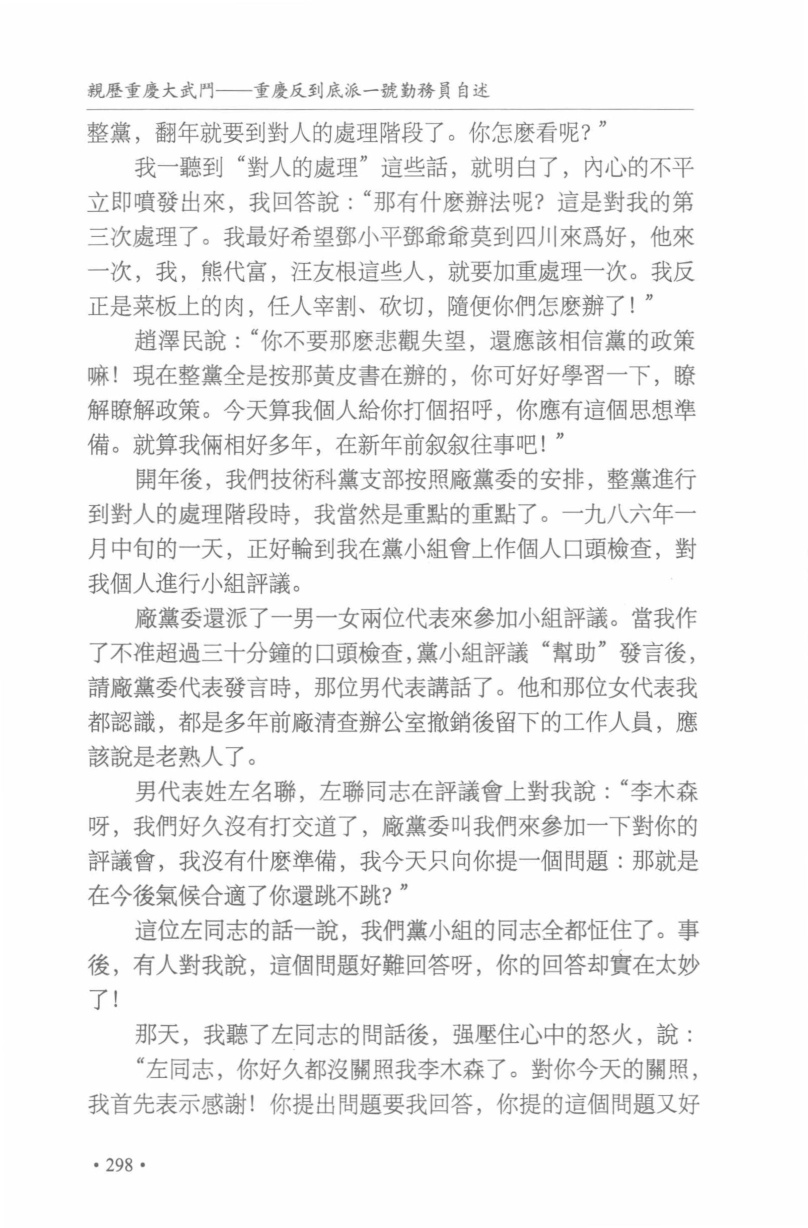 親歷重慶大武鬥——重慶反到底派一號勤務員自述
整黨，翻年就要到對人的處理階段了。你怎麽看呢？”
我一聽到“對人的處理”這些話，就明白了，內心的不平
立即噴發出來，我回答說：“那有什麽辦法呢？這是對我的第
三次處理了。我最好希望鄧小平鄧爺爺莫到四川來爲好，他來
一次，我，熊代富，汪友根這些人，就要加重處理一次。我反
正是菜板上的肉，任人宰割、砍切，隨便你們怎麽辦了！”
趙澤民說：“你不要那麽悲觀失望，還應該相信黨的政策
嘛！現在整黨全是按那黃皮書在辦的，你可好好學習一下，瞭
解瞭解政策。今天算我個人給你打個招呼，你應有這個思想準
備。就算我倆相好多年，在新年前叙叙往事吧！”
開年後，我們技術科黨支部按照廠黨委的安排，整黨進行
到對人的處理階段時，我當然是重點的重點了。一九八六年一
月中旬的一天，正好輪到我在黨小組會上作個人口頭檢查，對
我個人進行小組評議。
廠黨委還派了一男一女兩位代表來參加小組評議。當我作
了不准超過三十分鐘的口頭檢查，黨小組評議“幫助”發言後，
請廠黨委代表發言時，那位男代表講話了。他和那位女代表我
都認識，都是多年前廠清查辦公室撤銷後留下的工作人員，應
該說是老熟人了。
男代表姓左名聯，左聯同志在評議會上對我說：“李木森
呀，我們好久沒有打交道了，廠黨委叫我們來參加一下對你的
評議會，我沒有什麽準備，我今天只向你提一個問題：那就是
在今後氣候合適了你還跳不跳？”
這位左同志的話一說，我們黨小組的同志全都怔住了。事
後，有人對我說，這個問題好難回答呀，你的回答却實在太妙
了！
那天，我聽了左同志的問話後，强壓住心中的怒火，說：
“左同志，你好久都沒關照我李木森了。對你今天的關照，
我首先表示感謝！你提出問題要我回答，你提的這個問題又好
• 298 •